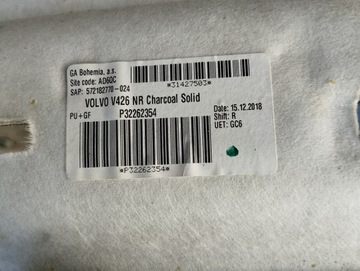 GA Bohemia, a.s.
Site code: AD60C
SAP: 572182770-024
*31427503*
VOLVO V426 NR Charcoal Solid
PU+GF
P32262354
Date: 15.12.2018
Shift: R
UET: GC6
*P32262354*